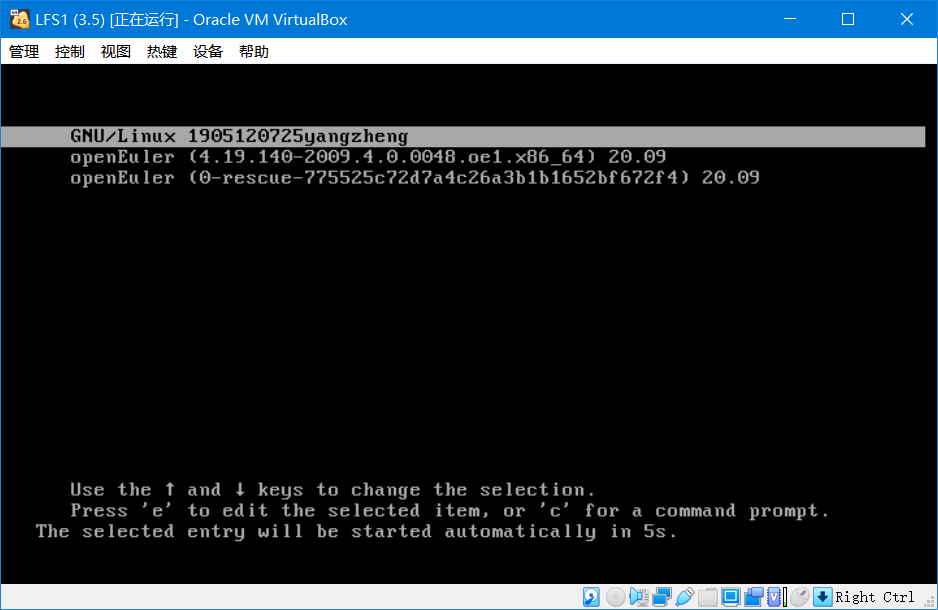 LFS1 (3.5) [正在运行] - Oracle VM VirtualBox
管理 控制 视图 热键 设备 帮助
GNU/Linux 1905120725yangzheng
openEuler (4.19.140-2009.4.0.0048.oe1.x86_64) 20.09
openEuler (0-rescue-775525c72d7a4c26a3b1b1652bf672f4) 20.09
Use the ↑ and ↓ keys to change the selection.
Press 'e' to edit the selected item, or 'c' for a command prompt.
The selected entry will be started automatically in 5s.
Right Ctrl